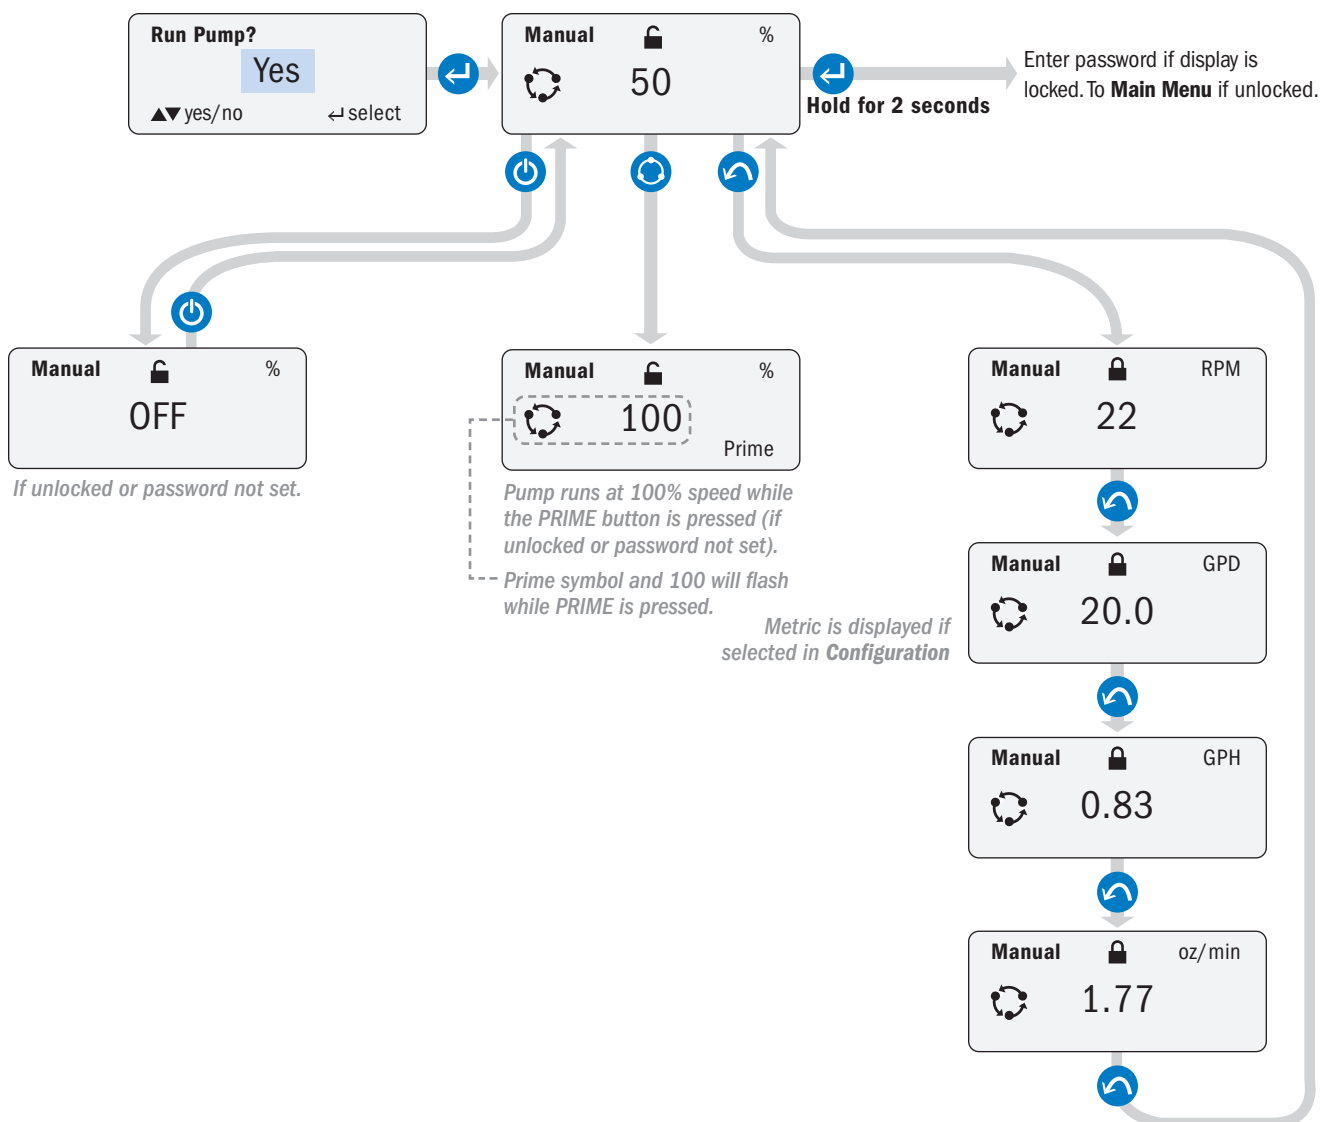 Run Pump?
Yes
▲▼ yes/no ↵ select
Manual %
50
Hold for 2 seconds
Enter password if display is
locked. To Main Menu if unlocked.
Manual %
OFF
If unlocked or password not set.
Manual %
100
Prime
Pump runs at 100% speed while
the PRIME button is pressed (if
unlocked or password not set).
Prime symbol and 100 will flash
while PRIME is pressed.
Manual RPM
22
Manual GPD
20.0
Metric is displayed if
selected in Configuration
Manual GPH
0.83
Manual oz/min
1.77